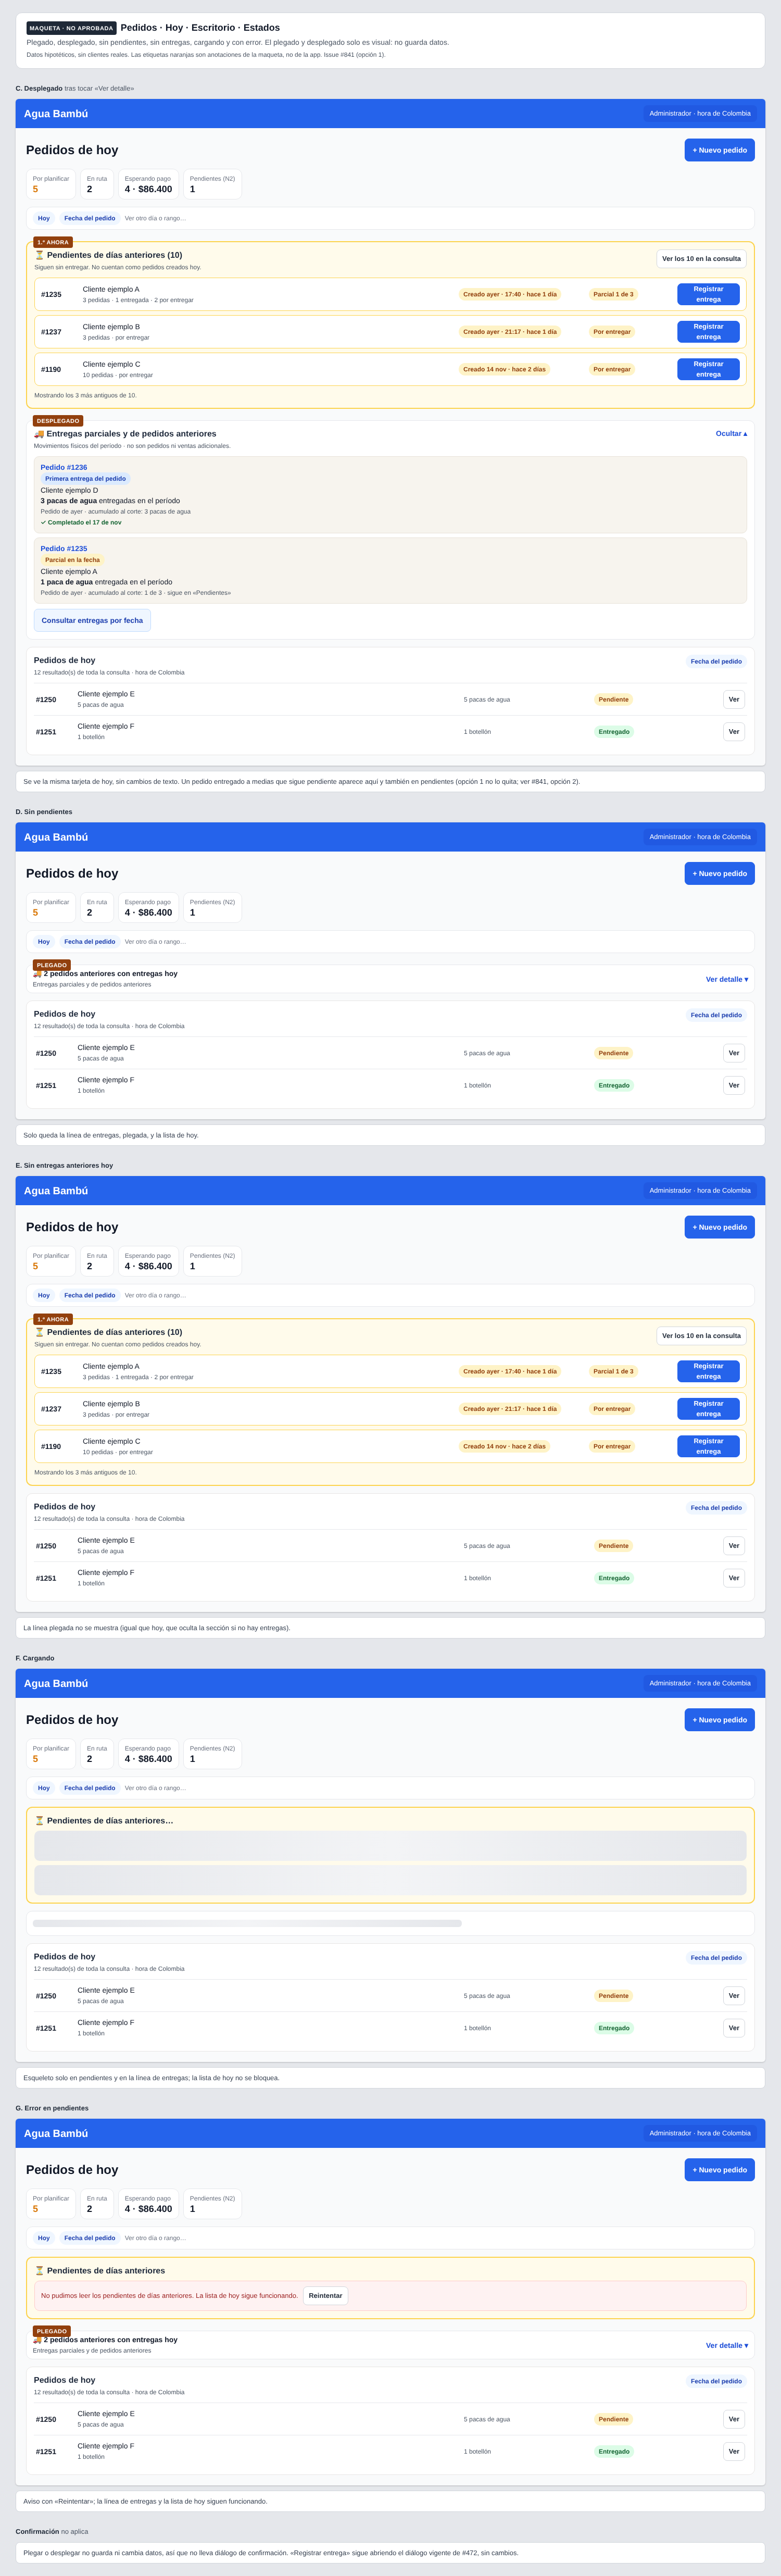 MAQUETA · NO APROBADA Pedidos · Hoy · Escritorio · Estados
Plegado, desplegado, sin pendientes, sin entregas, cargando y con error. El plegado y desplegado solo es visual: no guarda datos.
Datos hipotéticos, sin clientes reales. Las etiquetas naranjas son anotaciones de la maqueta, no de la app. Issue #841 (opción 1).
C. Desplegado tras tocar «Ver detalle»
Agua Bambú
Administrador · hora de Colombia
Pedidos de hoy
+ Nuevo pedido
Por planificar
5
En ruta
2
Esperando pago
4 · $86.400
Pendientes (N2)
1
Hoy Fecha del pedido Ver otro día o rango…
1.º AHORA
⏳ Pendientes de días anteriores (10)
Siguen sin entregar. No cuentan como pedidos creados hoy.
Ver los 10 en la consulta
#1235
Cliente ejemplo A
3 pedidas · 1 entregada · 2 por entregar
Creado ayer · 17:40 · hace 1 día
Parcial 1 de 3
Registrar
entrega
#1237
Cliente ejemplo B
3 pedidas · por entregar
Creado ayer · 21:17 · hace 1 día
Por entregar
Registrar
entrega
#1190
Cliente ejemplo C
10 pedidas · por entregar
Creado 14 nov · hace 2 días
Por entregar
Registrar
entrega
Mostrando los 3 más antiguos de 10.
DESPLEGADO
🚚 Entregas parciales y de pedidos anteriores
Movimientos físicos del período · no son pedidos ni ventas adicionales.
Ocultar ▴
Pedido #1236
Primera entrega del pedido
Cliente ejemplo D
3 pacas de agua entregadas en el período
Pedido de ayer · acumulado al corte: 3 pacas de agua
✓ Completado el 17 de nov
Pedido #1235
Parcial en la fecha
Cliente ejemplo A
1 paca de agua entregada en el período
Pedido de ayer · acumulado al corte: 1 de 3 · sigue en «Pendientes»
Consultar entregas por fecha
Pedidos de hoy
12 resultado(s) de toda la consulta · hora de Colombia
Fecha del pedido
#1250
Cliente ejemplo E
5 pacas de agua
5 pacas de agua
Pendiente
Ver
#1251
Cliente ejemplo F
1 botellón
1 botellón
Entregado
Ver
Se ve la misma tarjeta de hoy, sin cambios de texto. Un pedido entregado a medias que sigue pendiente aparece aquí y también en pendientes (opción 1 no lo quita; ver #841, opción 2).
D. Sin pendientes
Agua Bambú
Administrador · hora de Colombia
Pedidos de hoy
+ Nuevo pedido
Por planificar
5
En ruta
2
Esperando pago
4 · $86.400
Pendientes (N2)
1
Hoy Fecha del pedido Ver otro día o rango…
PLEGADO
🚚 2 pedidos anteriores con entregas hoy
Entregas parciales y de pedidos anteriores
Ver detalle ▾
Pedidos de hoy
12 resultado(s) de toda la consulta · hora de Colombia
Fecha del pedido
#1250
Cliente ejemplo E
5 pacas de agua
5 pacas de agua
Pendiente
Ver
#1251
Cliente ejemplo F
1 botellón
1 botellón
Entregado
Ver
Solo queda la línea de entregas, plegada, y la lista de hoy.
E. Sin entregas anteriores hoy
Agua Bambú
Administrador · hora de Colombia
Pedidos de hoy
+ Nuevo pedido
Por planificar
5
En ruta
2
Esperando pago
4 · $86.400
Pendientes (N2)
1
Hoy Fecha del pedido Ver otro día o rango…
1.º AHORA
⏳ Pendientes de días anteriores (10)
Siguen sin entregar. No cuentan como pedidos creados hoy.
Ver los 10 en la consulta
#1235
Cliente ejemplo A
3 pedidas · 1 entregada · 2 por entregar
Creado ayer · 17:40 · hace 1 día
Parcial 1 de 3
Registrar
entrega
#1237
Cliente ejemplo B
3 pedidas · por entregar
Creado ayer · 21:17 · hace 1 día
Por entregar
Registrar
entrega
#1190
Cliente ejemplo C
10 pedidas · por entregar
Creado 14 nov · hace 2 días
Por entregar
Registrar
entrega
Mostrando los 3 más antiguos de 10.
Pedidos de hoy
12 resultado(s) de toda la consulta · hora de Colombia
Fecha del pedido
#1250
Cliente ejemplo E
5 pacas de agua
5 pacas de agua
Pendiente
Ver
#1251
Cliente ejemplo F
1 botellón
1 botellón
Entregado
Ver
La línea plegada no se muestra (igual que hoy, que oculta la sección si no hay entregas).
F. Cargando
Agua Bambú
Administrador · hora de Colombia
Pedidos de hoy
+ Nuevo pedido
Por planificar
5
En ruta
2
Esperando pago
4 · $86.400
Pendientes (N2)
1
Hoy Fecha del pedido Ver otro día o rango…
⏳ Pendientes de días anteriores…
Pedidos de hoy
12 resultado(s) de toda la consulta · hora de Colombia
Fecha del pedido
#1250
Cliente ejemplo E
5 pacas de agua
5 pacas de agua
Pendiente
Ver
#1251
Cliente ejemplo F
1 botellón
1 botellón
Entregado
Ver
Esqueleto solo en pendientes y en la línea de entregas; la lista de hoy no se bloquea.
G. Error en pendientes
Agua Bambú
Administrador · hora de Colombia
Pedidos de hoy
+ Nuevo pedido
Por planificar
5
En ruta
2
Esperando pago
4 · $86.400
Pendientes (N2)
1
Hoy Fecha del pedido Ver otro día o rango…
⏳ Pendientes de días anteriores
No pudimos leer los pendientes de días anteriores. La lista de hoy sigue funcionando.
Reintentar
PLEGADO
🚚 2 pedidos anteriores con entregas hoy
Entregas parciales y de pedidos anteriores
Ver detalle ▾
Pedidos de hoy
12 resultado(s) de toda la consulta · hora de Colombia
Fecha del pedido
#1250
Cliente ejemplo E
5 pacas de agua
5 pacas de agua
Pendiente
Ver
#1251
Cliente ejemplo F
1 botellón
1 botellón
Entregado
Ver
Aviso con «Reintentar»; la línea de entregas y la lista de hoy siguen funcionando.
Confirmación no aplica
Plegar o desplegar no guarda ni cambia datos, así que no lleva diálogo de confirmación. «Registrar entrega» sigue abriendo el diálogo vigente de #472, sin cambios.